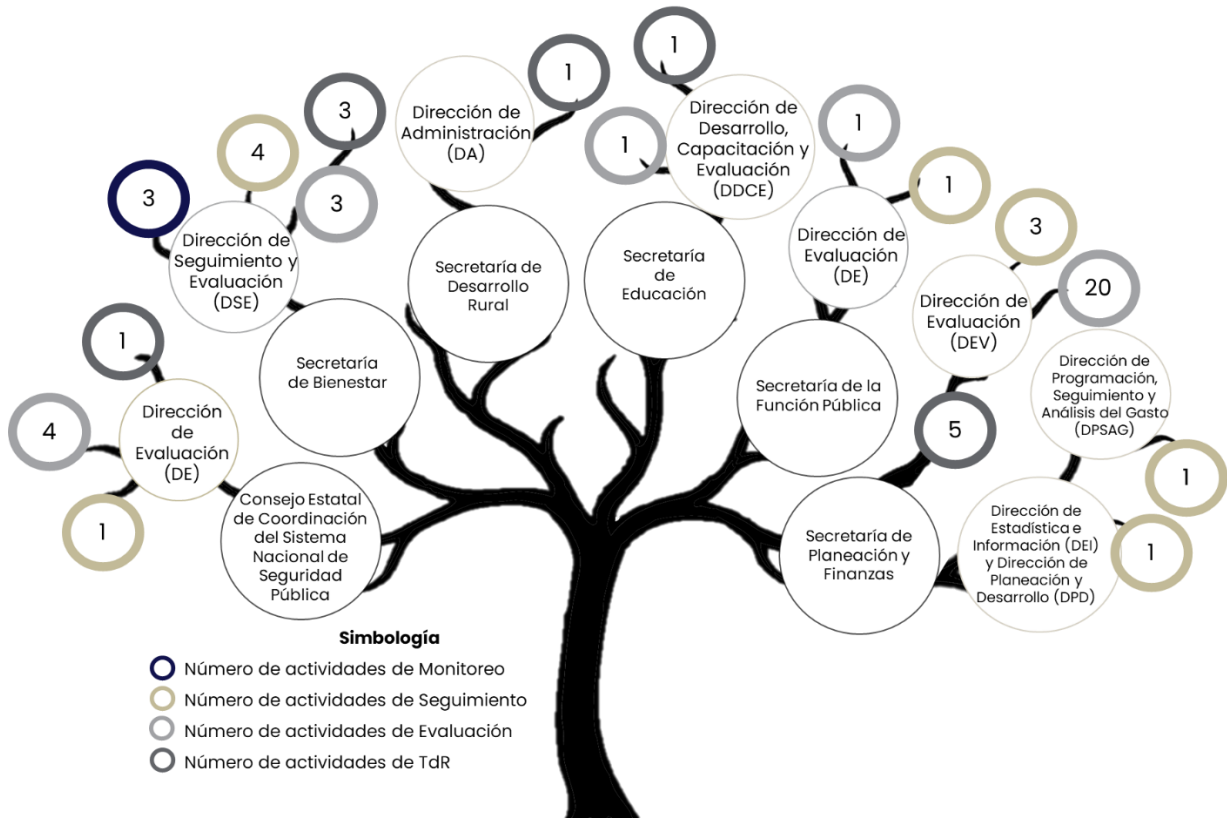 1
1
3
1
Dirección de
Administración
(DA)
Dirección de
Desarrollo,
Capacitación y
Evaluación
(DDCE)
1
1
4
3
3
1
Dirección de
Seguimiento y
Evaluación
(DSE)
Dirección de
Evaluación
(DE)
3
20
Secretaría de
Desarrollo
Rural
Secretaría
de
Educación
Dirección de
Evaluación
(DEV)
1
Secretaría
de Bienestar
Secretaría de la
Función Pública
Dirección de
Programación,
Seguimiento y
Análisis del Gasto
(DPSAG)
4
Dirección
de
Evaluación
(DE)
5
1
1
Consejo Estatal
de Coordinación
del Sistema
Nacional de
Seguridad
Pública
Secretaría de
Planeación y
Finanzas
Dirección de
Estadística e
Información (DEI)
y Dirección de
Planeación y
Desarrollo (DPD)
1
Simbología
Número de actividades de Monitoreo
Número de actividades de Seguimiento
Número de actividades de Evaluación
Número de actividades de TdR